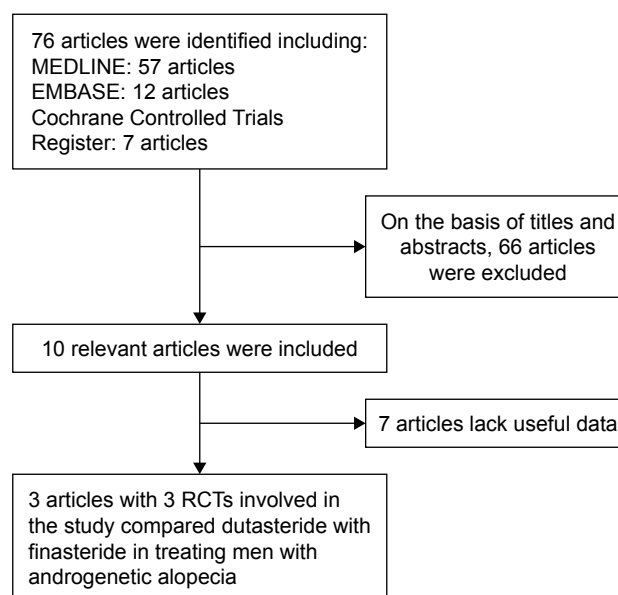 76 articles were identified including:
MEDLINE: 57 articles
EMBASE: 12 articles
Cochrane Controlled Trials
Register: 7 articles
On the basis of titles and
abstracts, 66 articles
were excluded
10 relevant articles were included
7 articles lack useful data
3 articles with 3 RCTs involved in
the study compared dutasteride with
finasteride in treating men with
androgenetic alopecia